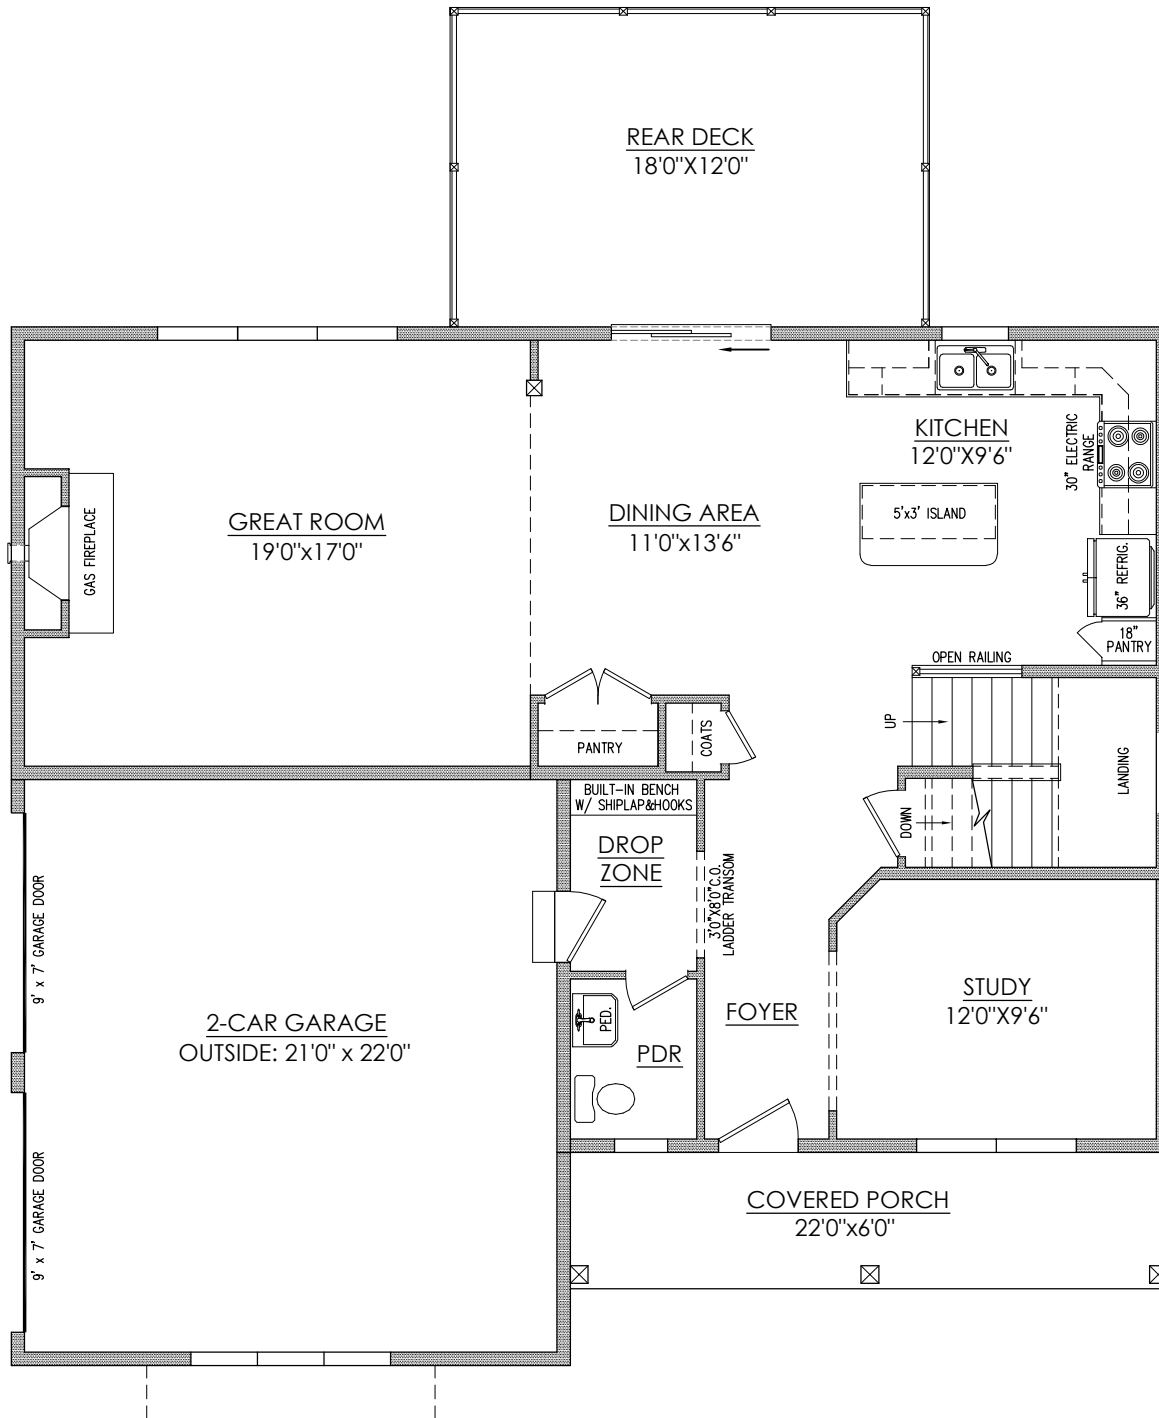 REAR DECK
18'0"X12'0"
KITCHEN
12'0"X9'6"
30" ELECTRIC
RANGE
GREAT ROOM
19'0"x17'0"
DINING AREA
11'0"x13'6"
5'x3' ISLAND
GAS FIREPLACE
36" REFRIG.
18"
PANTRY
OPEN RAILING
UP
PANTRY
COATS
LANDING
BUILT-IN BENCH
W/ SHIPLAP&HOOKS
DOWN
DROP
ZONE
3'0"X8'0"C.O.
LADDER TRANSOM
9' x 7' GARAGE DOOR
2-CAR GARAGE
OUTSIDE: 21'0" x 22'0"
PED.
PDR
FOYER
STUDY
12'0"X9'6"
9' x 7' GARAGE DOOR
COVERED PORCH
22'0"x6'0"